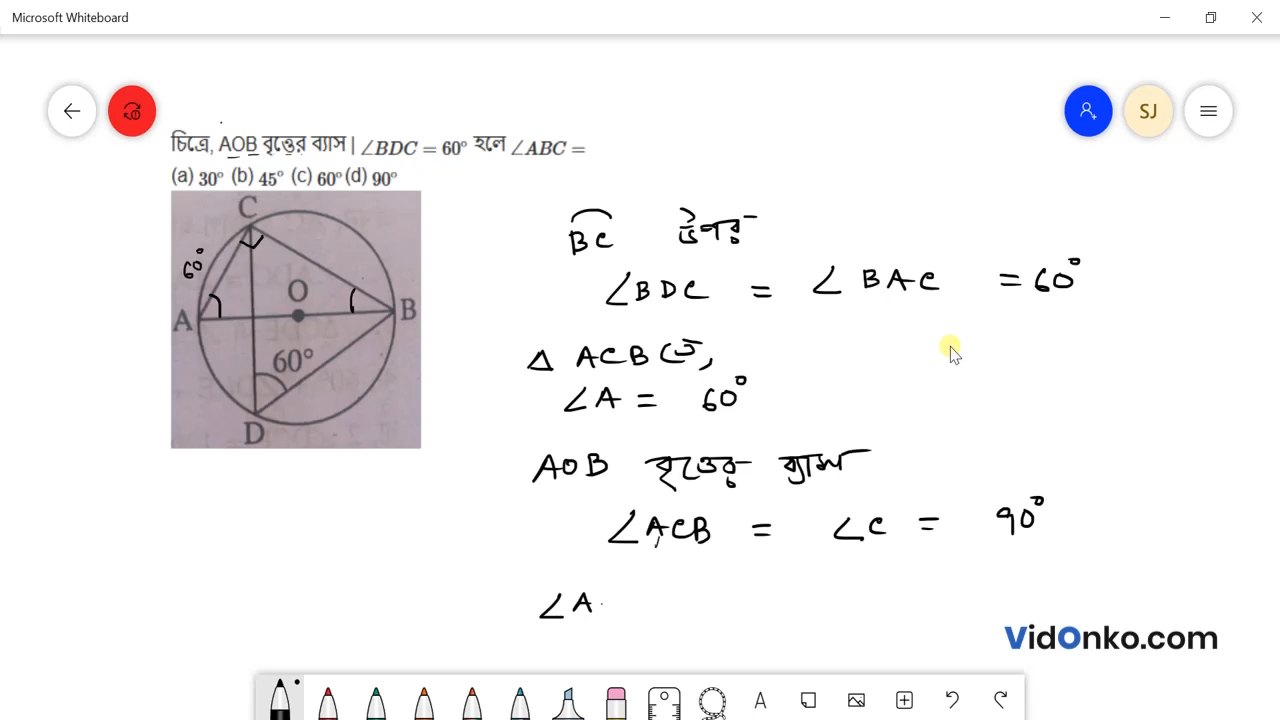 Microsoft Whiteboard
SJ
চিত্রে, AOB বৃত্তের ব্যাস | ∠BDC = 60° হলে ∠ABC =
(a) 30° (b) 45° (c) 60° (d) 90°
C
60°
O
A
B
60°
D
BC উপর
∠BDC = ∠BAC = 60°
Δ ACB তে,
∠A = 60°
AOB বৃত্তের ব্যাস
∠ACB = ∠C = 90°
∠A
VidOnko.com
A